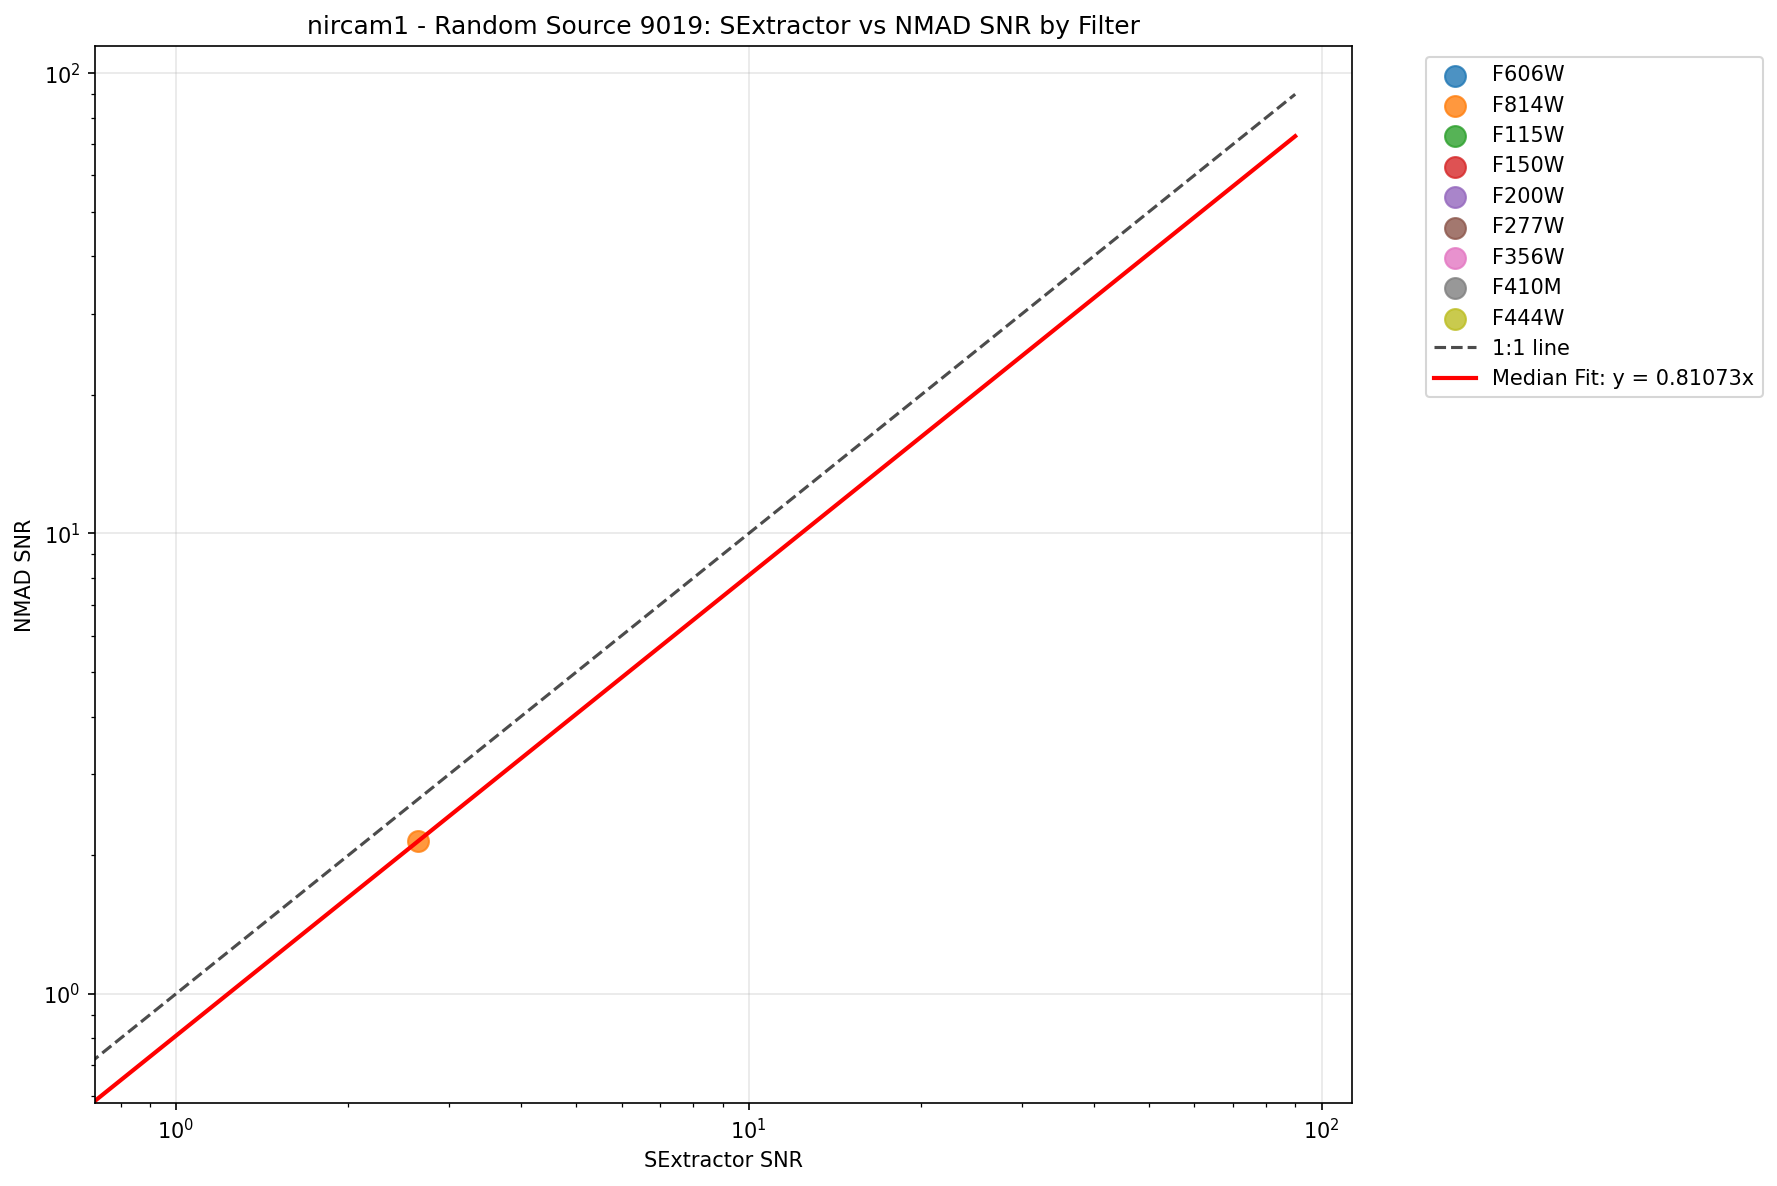 nircam1 - Random Source 9019: SExtractor vs NMAD SNR by Filter
10²
10¹
10⁰
NMAD SNR
10⁰ 10¹ 10²
SExtractor SNR
F606W
F814W
F115W
F150W
F200W
F277W
F356W
F410M
F444W
1:1 line
Median Fit: y = 0.81073x